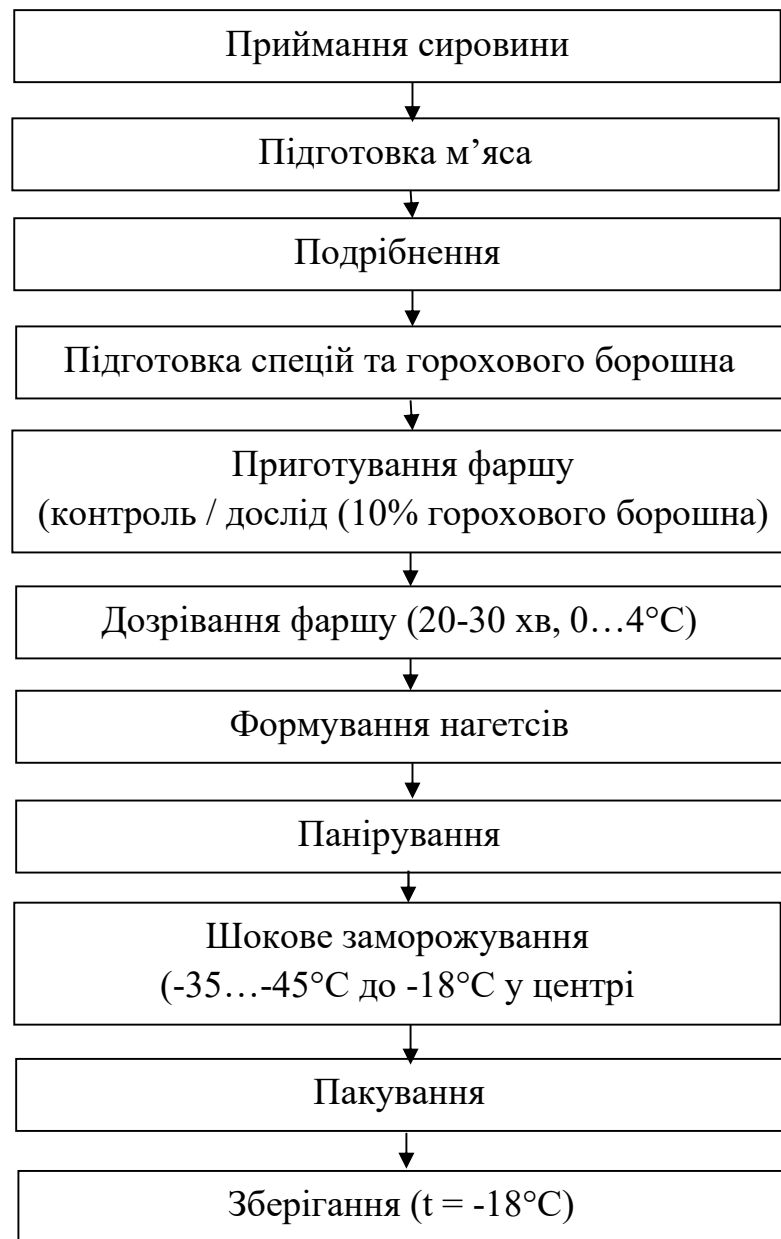 Приймання сировини
Підготовка м’яса
Подрібнення
Підготовка спецій та горохового борошна
Приготування фаршу
(контроль / дослід (10% горохового борошна)
Дозрівання фаршу (20-30 хв, 0…4°С)
Формування нагетсів
Панірування
Шокове заморожування
(-35…-45°С до -18°С у центрі
Пакування
Зберігання (t = -18°С)